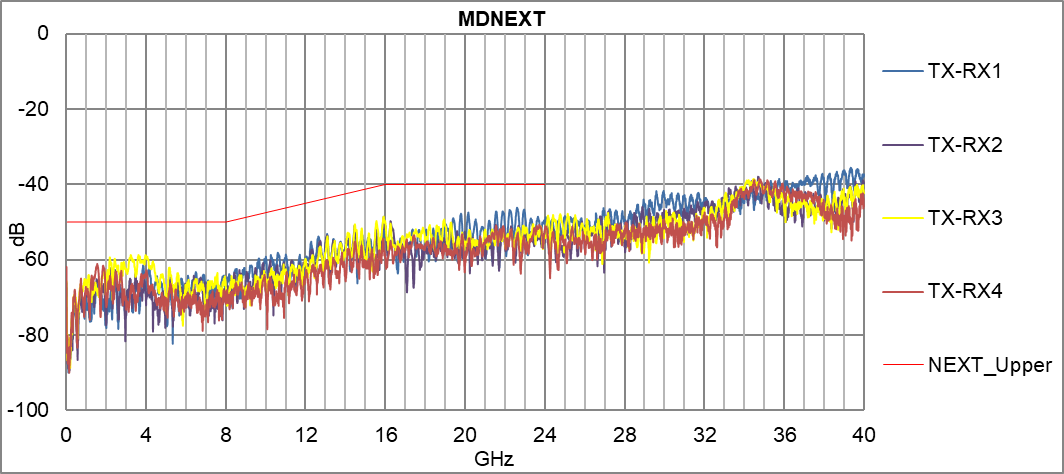 MDNEXT
0
-20
-40
-60
-80
-100
dB
0 4 8 12 16 20 24 28 32 36 40
GHz
TX-RX1
TX-RX2
TX-RX3
TX-RX4
NEXT_Upper